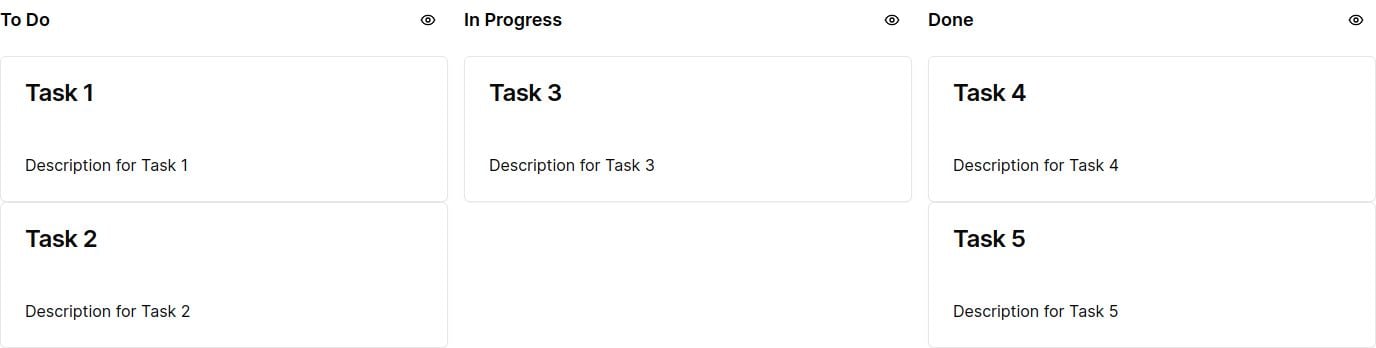 To Do
Task 1
Description for Task 1
Task 2
Description for Task 2
In Progress
Task 3
Description for Task 3
Done
Task 4
Description for Task 4
Task 5
Description for Task 5